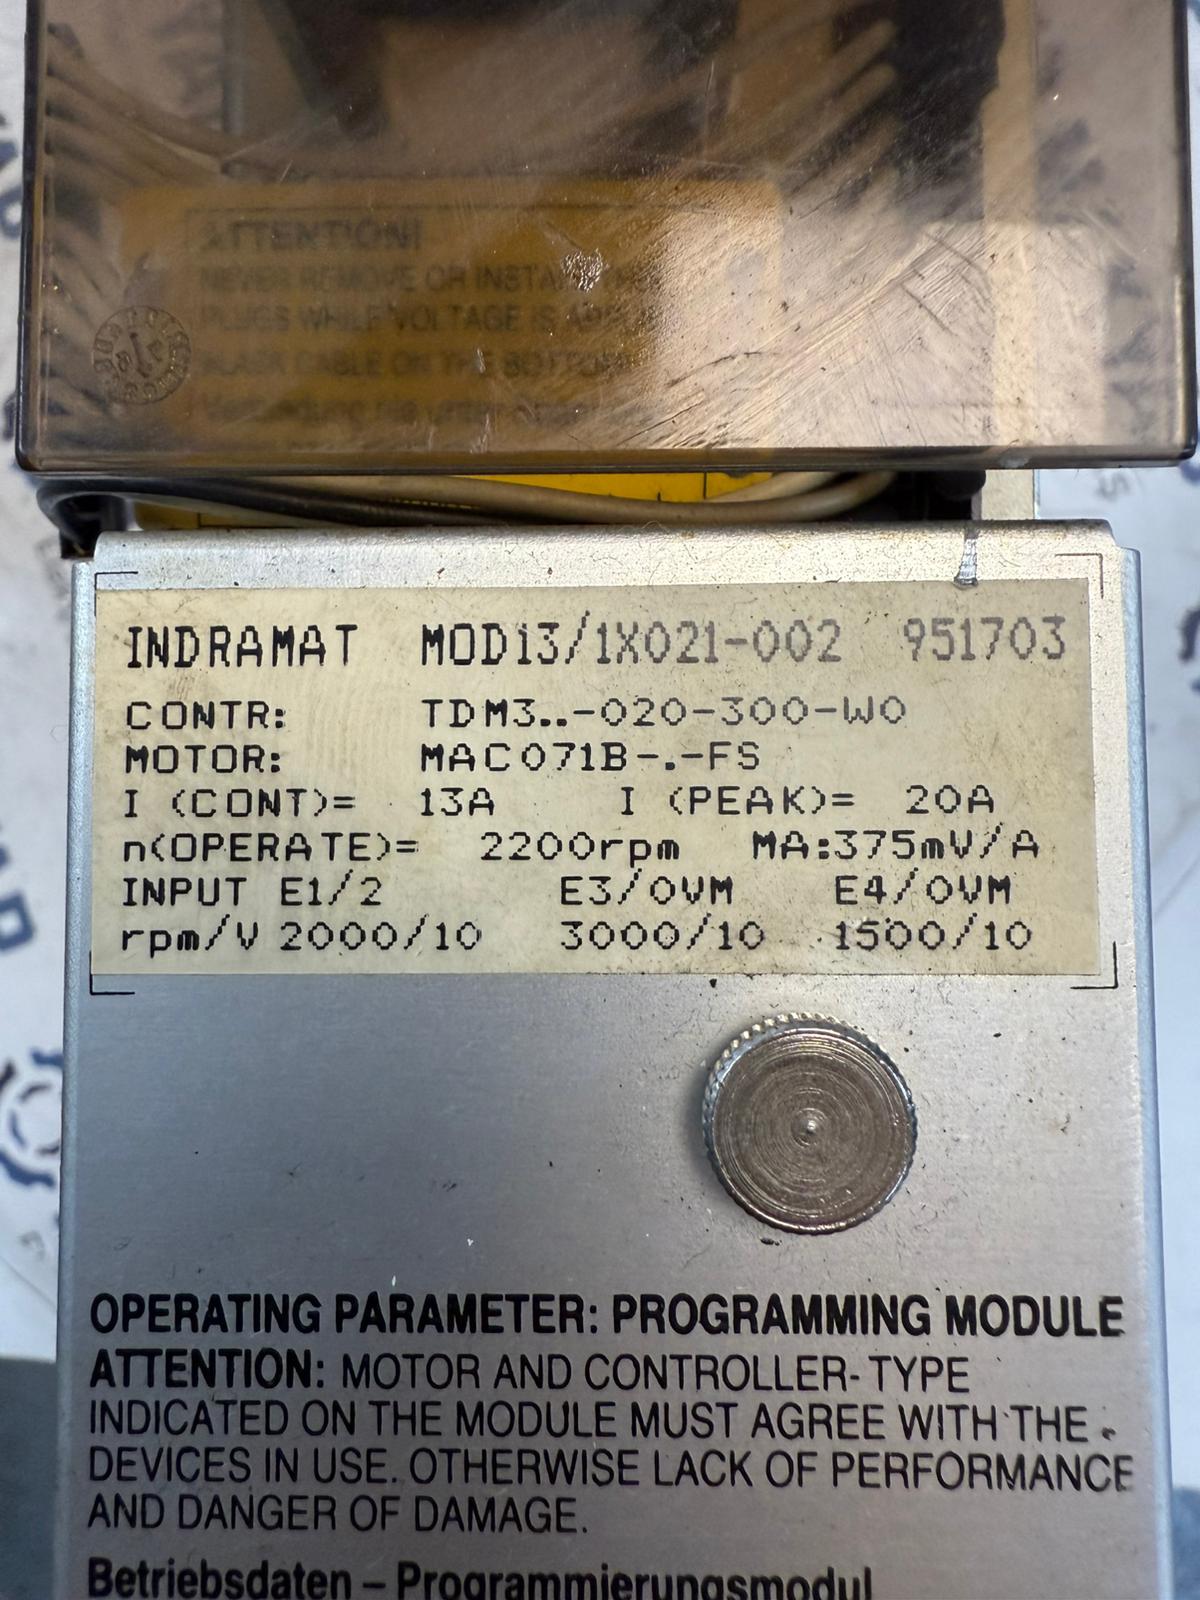 ATTENTION!
NEVER REMOVE OR
PLUGS WHILE VOLTAGE IS
CABLE ON THE BOTTOM
INDRAMAT MOD13/1X021-002 951703
CONTR: TDM3..-020-300-W0
MOTOR: MAC071B-.-FS
I (CONT)= 13A I (PEAK)= 20A
n(OPERATE)= 2200rpm MA:375mV/A
INPUT E1/2 E3/0VM E4/0VM
rpm/V 2000/10 3000/10 1500/10
OPERATING PARAMETER: PROGRAMMING MODULE
ATTENTION: MOTOR AND CONTROLLER- TYPE
INDICATED ON THE MODULE MUST AGREE WITH THE
DEVICES IN USE. OTHERWISE LACK OF PERFORMANCE
AND DANGER OF DAMAGE.
Betriebsdaten – Programmierungsmodul